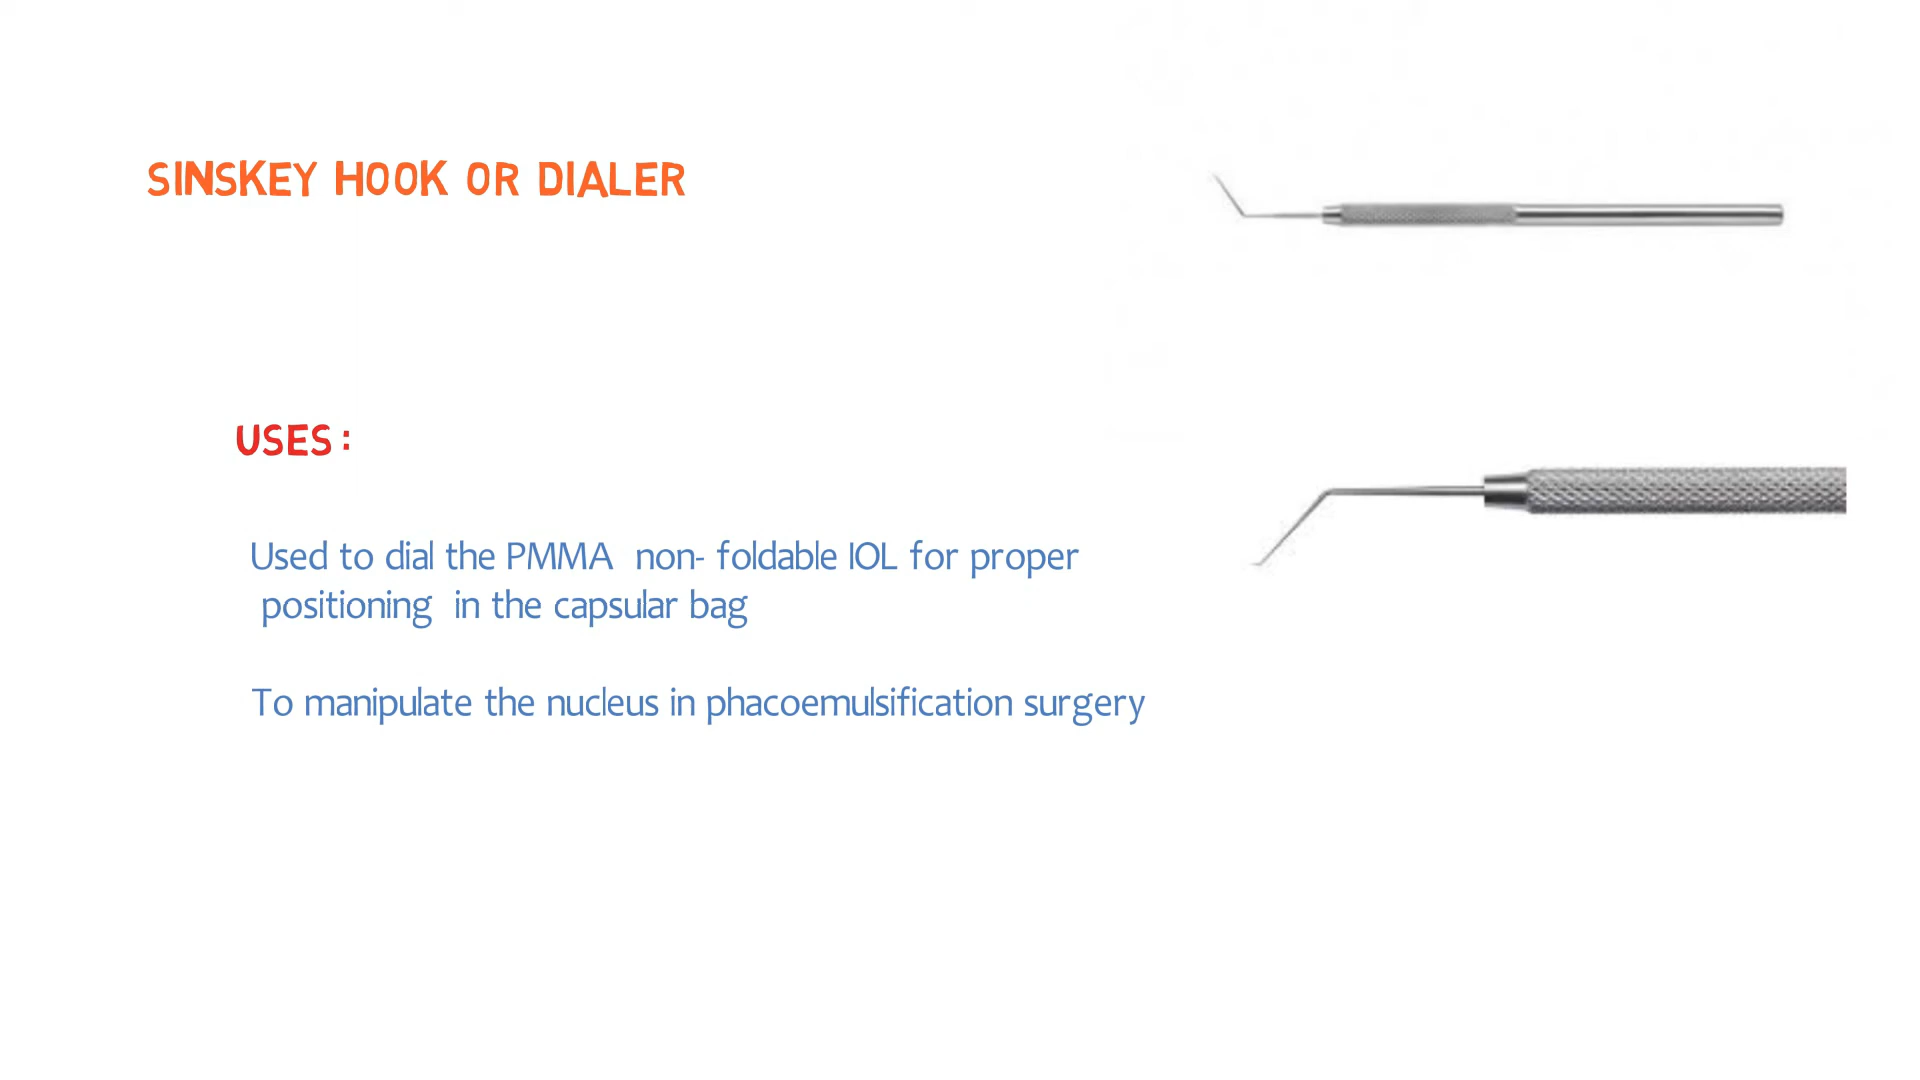 SINSKEY HOOK OR DIALER
USES :
Used to dial the PMMA non- foldable IOL for proper
positioning in the capsular bag
To manipulate the nucleus in phacoemulsification surgery